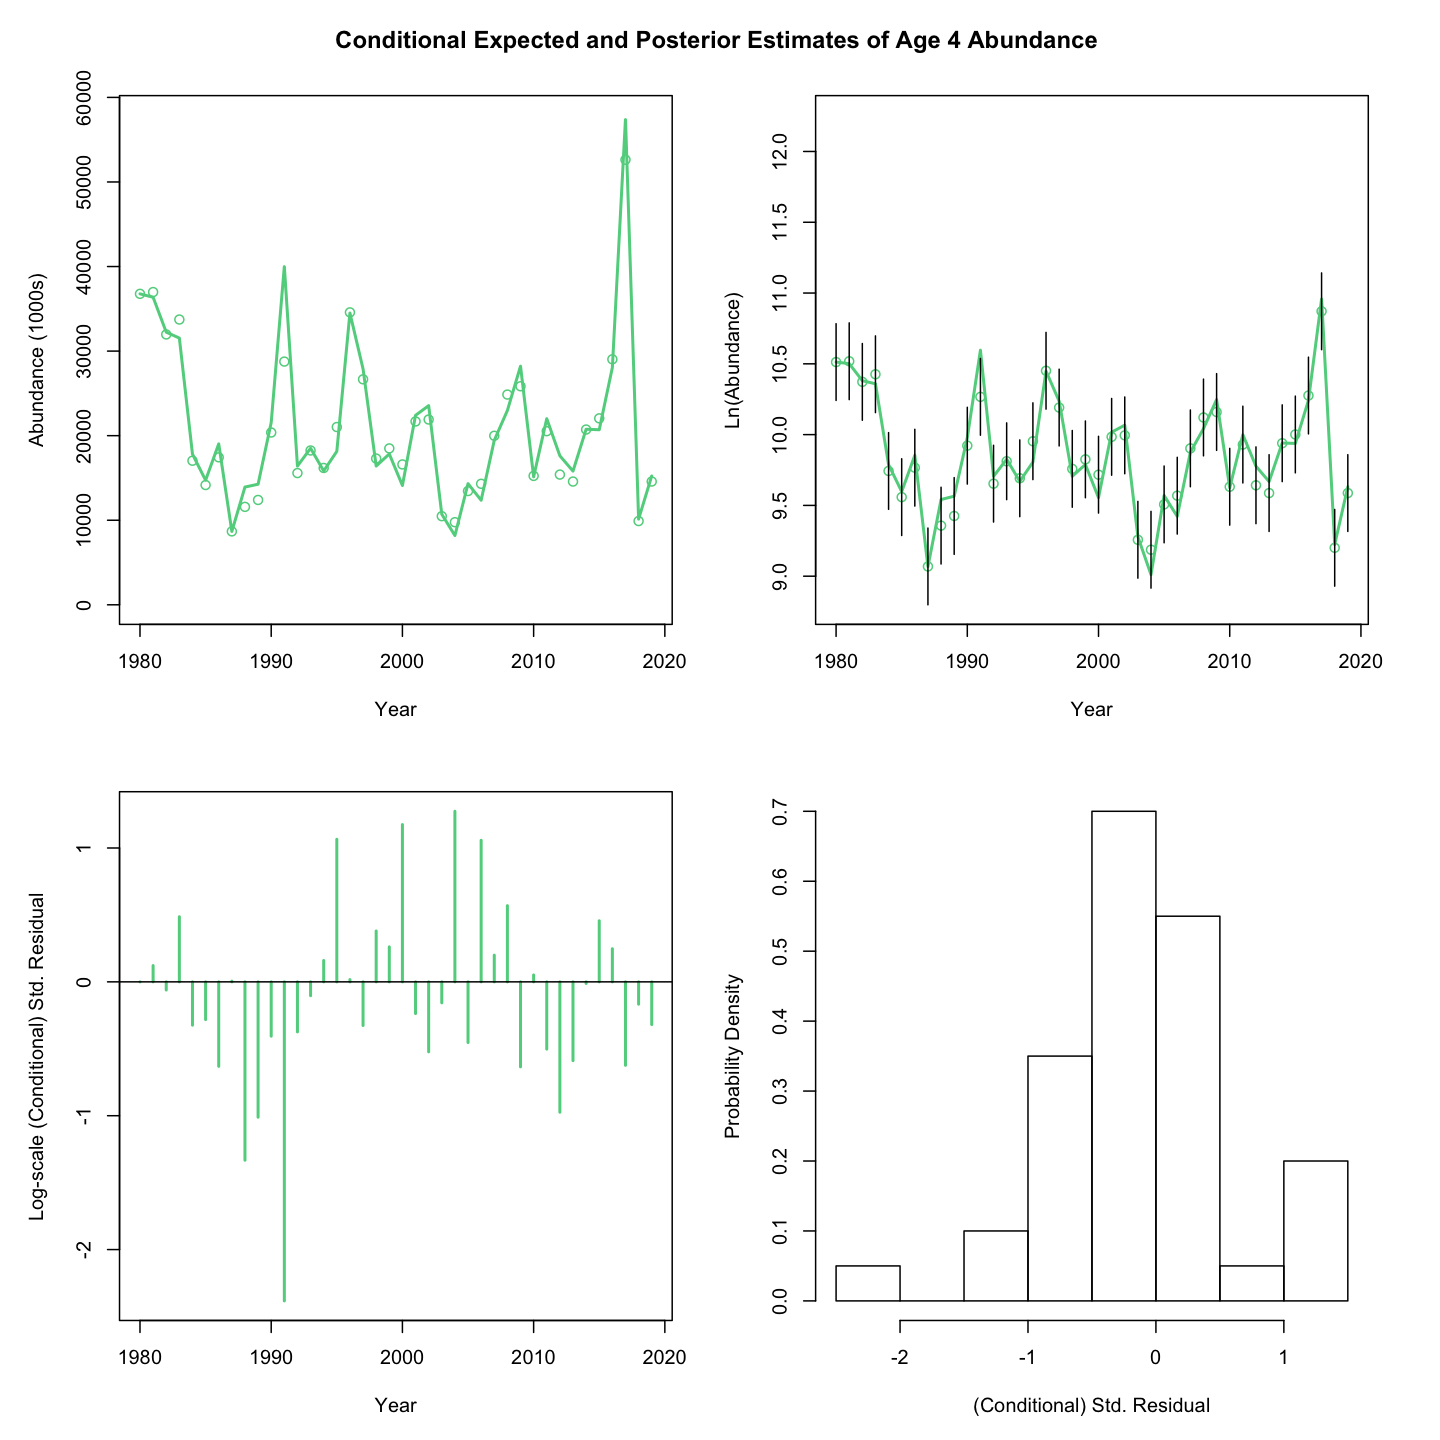 Conditional Expected and Posterior Estimates of Age 4 Abundance
Abundance (1000s)
60000
50000
40000
30000
20000
10000
0
1980 1990 2000 2010 2020
Year
Ln(Abundance)
12.0
11.5
11.0
10.5
10.0
9.5
9.0
1980 1990 2000 2010 2020
Year
Log-scale (Conditional) Std. Residual
1
0
-1
-2
1980 1990 2000 2010 2020
Year
Probability Density
0.7
0.6
0.5
0.4
0.3
0.2
0.1
0.0
-2 -1 0 1
(Conditional) Std. Residual